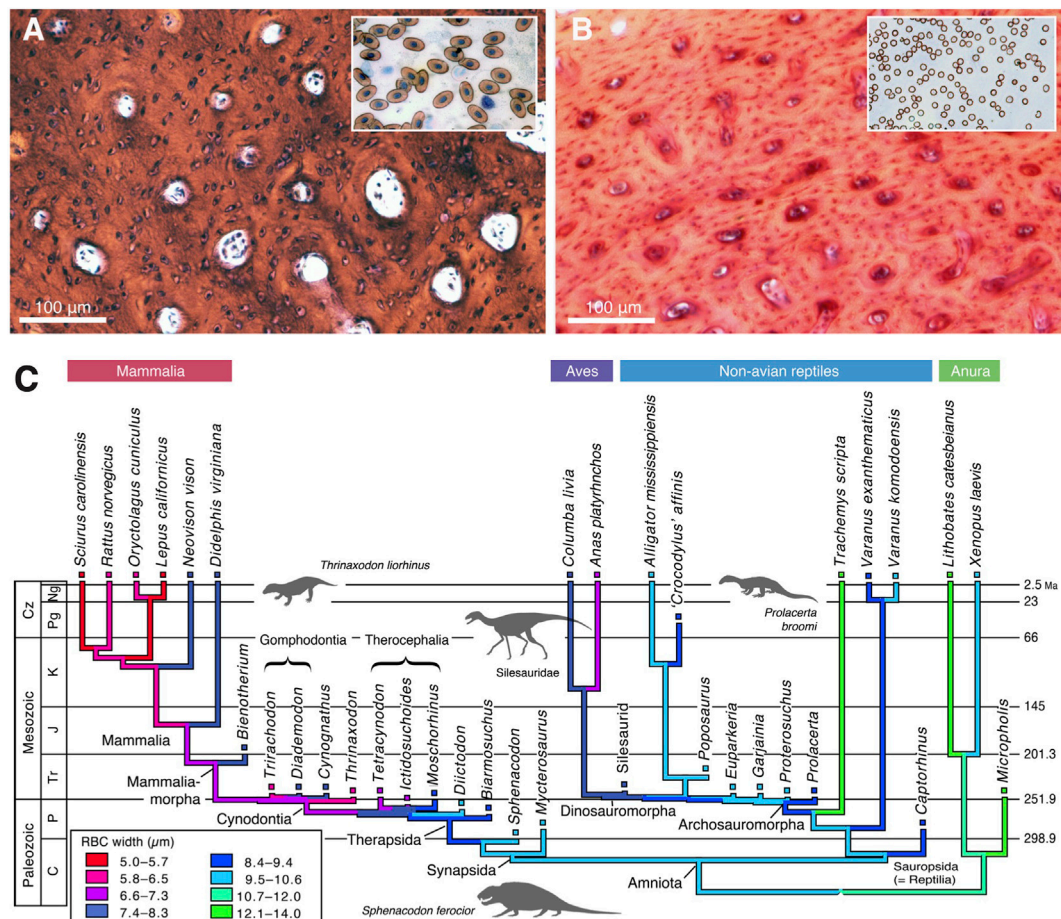 A
B
100 µm
100 µm
C
Mammalia
Aves
Non-avian reptiles
Anura
Sciurus carolinensis
Rattus norvegicus
Oryctolagus cuniculus
Lepus californicus
Neovison vison
Didelphis virginiana
Columba livia
Anas platyrhnchos
Alligator mississippiensis
'Crocodylus' affinis
Trachemys scripta
Varanus exanthematicus
Varanus komodoensis
Lithobates catesbeianus
Xenopus laevis
Thrinaxodon liorhinus
Prolacerta
broomi
Silesauridae
Gomphodontia
Therocephalia
Cz
Ng
Pg
Mesozoic
K
J
Tr
Paleozoic
P
C
2.5 Ma
23
66
145
201.3
251.9
298.9
Bienotherium
Trirachodon
Diademodon
Cynognathus
Thrinaxodon
Tetracynodon
Ictidosuchoides
Moschorhinus
Diictodon
Biarmosuchus
Sphenacodon
Mycterosaurus
Silesaurid
Poposaurus
Euparkeria
Garjainia
Proterosuchus
Prolacerta
Captorhinus
Micropholis
Mammalia
Mammalia-
morpha
Cynodontia
Therapsida
Synapsida
Dinosauromorpha
Archosauromorpha
Amniota
Sauropsida
(= Reptilia)
Sphenacodon ferocior
RBC width (µm)
5.0–5.7
5.8–6.5
6.6–7.3
7.4–8.3
8.4–9.4
9.5–10.6
10.7–12.0
12.1–14.0